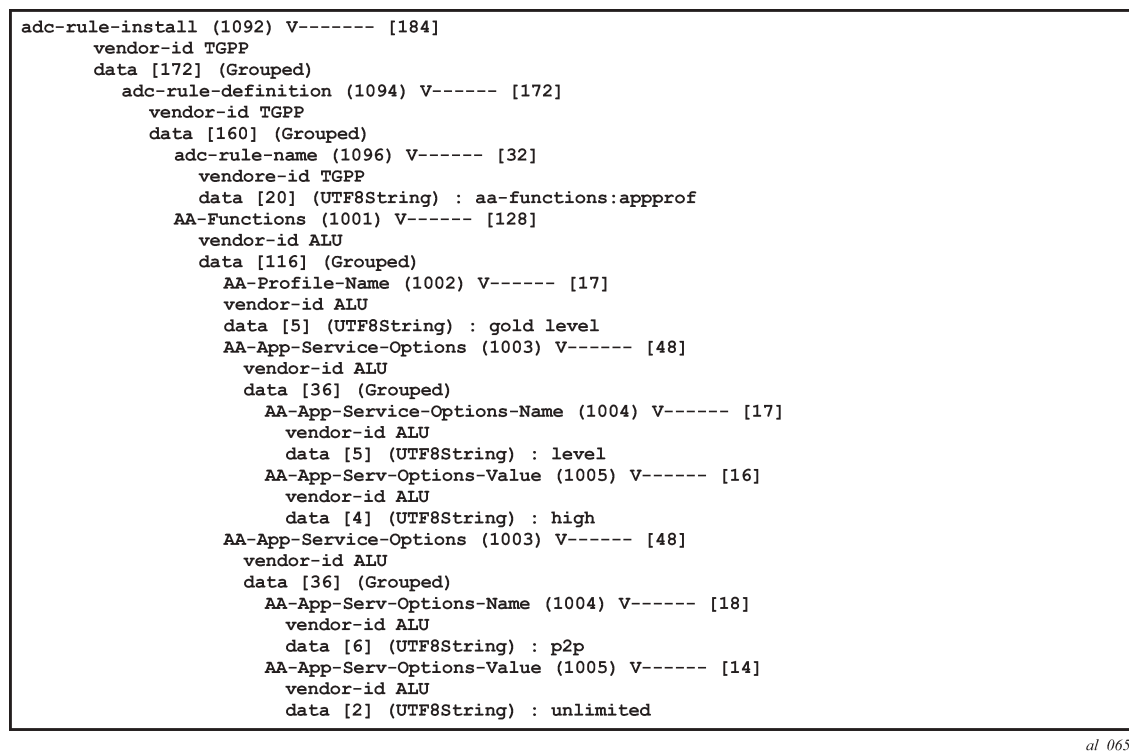 adc-rule-install (1092) V------- [184]
vendor-id TGPP
data [172] (Grouped)
adc-rule-definition (1094) V------ [172]
vendor-id TGPP
data [160] (Grouped)
adc-rule-name (1096) V------ [32]
vendore-id TGPP
data [20] (UTF8String) : aa-functions:appprof
AA-Functions (1001) V------ [128]
vendor-id ALU
data [116] (Grouped)
AA-Profile-Name (1002) V------ [17]
vendor-id ALU
data [5] (UTF8String) : gold level
AA-App-Service-Options (1003) V------ [48]
vendor-id ALU
data [36] (Grouped)
AA-App-Service-Options-Name (1004) V------ [17]
vendor-id ALU
data [5] (UTF8String) : level
AA-App-Serv-Options-Value (1005) V------ [16]
vendor-id ALU
data [4] (UTF8String) : high
AA-App-Service-Options (1003) V------ [48]
vendor-id ALU
data [36] (Grouped)
AA-App-Serv-Options-Name (1004) V------ [18]
vendor-id ALU
data [6] (UTF8String) : p2p
AA-App-Serv-Options-Value (1005) V------ [14]
vendor-id ALU
data [2] (UTF8String) : unlimited
al_065